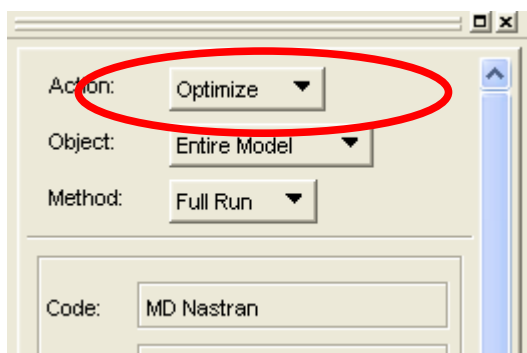 Action: Optimize
Object: Entire Model
Method: Full Run
Code: MD Nastran